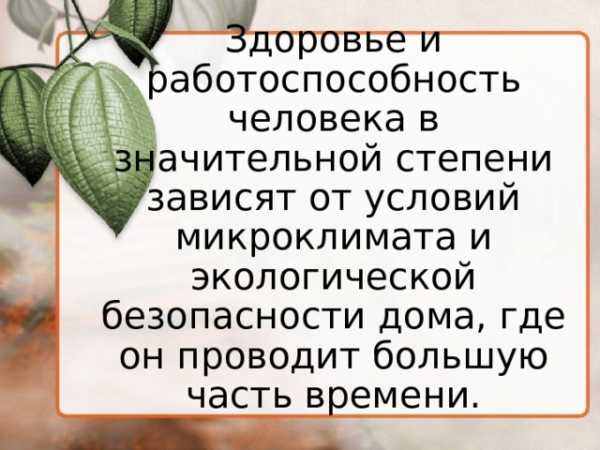 Здоровье и
работоспособность
человека в
значительной степени
зависят от условий
микроклимата и
экологической
безопасности дома, где
он проводит большую
часть времени.